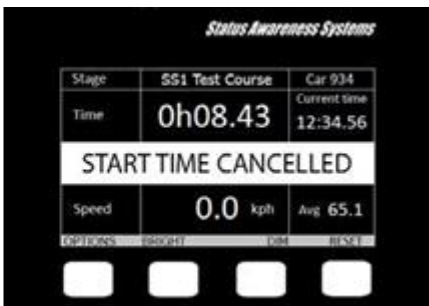 Status Awareness Systems
Stage SS1 Test Course Car 934
Current time
Time 0h08.43 12:34.56
START TIME CANCELLED
Speed 0.0 kph Avg 65.1
OPTIONS BRIGHT DIM RESET